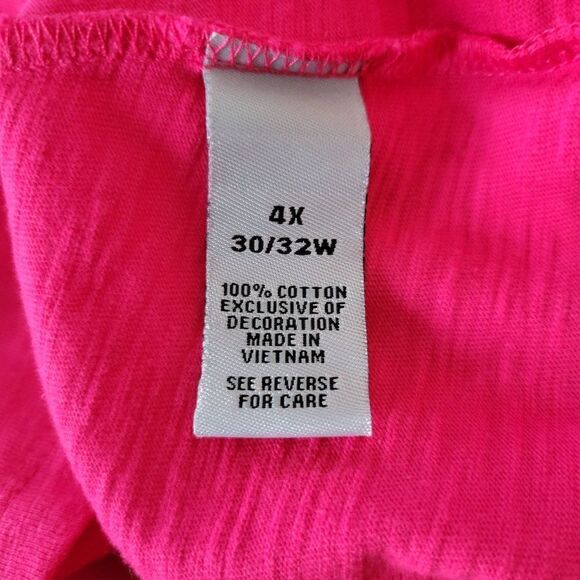 4X
30/32W
100% COTTON
EXCLUSIVE OF
DECORATION
MADE IN
VIETNAM
SEE REVERSE
FOR CARE